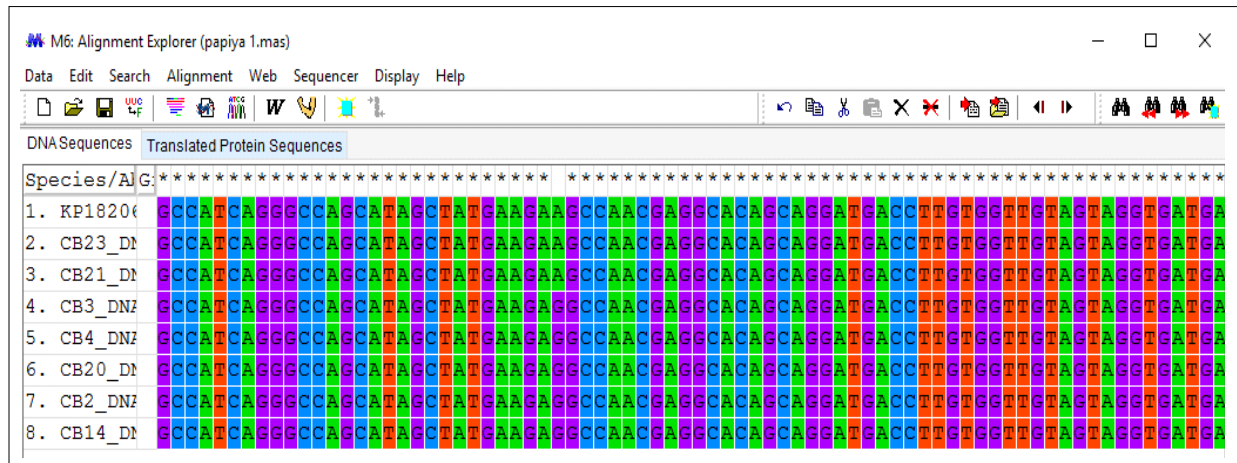 M6: Alignment Explorer (papiya 1.mas)
Data Edit Search Alignment Web Sequencer Display Help
W
DNA Sequences Translated Protein Sequences
Species/Al G **************************** ***********************************************
1. KP18206 GCCATCAGGGCCAGCATAGCTATGAAGAAGCCAACGAGGCACAGCAGGATGACCTTGTGGTTGTAGTAGGTGATGA
2. CB23_DN GCCATCAGGGCCAGCATAGCTATGAAGAAGCCAACGAGGCACAGCAGGATGACCTTGTGGTTGTAGTAGGTGATGA
3. CB21_DN GCCATCAGGGCCAGCATAGCTATGAAGAAGCCAACGAGGCACAGCAGGATGACCTTGTGGTTGTAGTAGGTGATGA
4. CB3_DNA GCCATCAGGGCCAGCATAGCTATGAAGAGGCCAACGAGGCACAGCAGGATGACCTTGTGGTTGTAGTAGGTGATGA
5. CB4_DNA GCCATCAGGGCCAGCATAGCTATGAAGAGGCCAACGAGGCACAGCAGGATGACCTTGTGGTTGTAGTAGGTGATGA
6. CB20_DN GCCATCAGGGCCAGCATAGCTATGAAGAGGCCAACGAGGCACAGCAGGATGACCTTGTGGTTGTAGTAGGTGATGA
7. CB2_DNA GCCATCAGGGCCAGCATAGCTATGAAGAGGCCAACGAGGCACAGCAGGATGACCTTGTGGTTGTAGTAGGTGATGA
8. CB14_DN GCCATCAGGGCCAGCATAGCTATGAAGAGGCCAACGAGGCACAGCAGGATGACCTTGTGGTTGTAGTAGGTGATGA